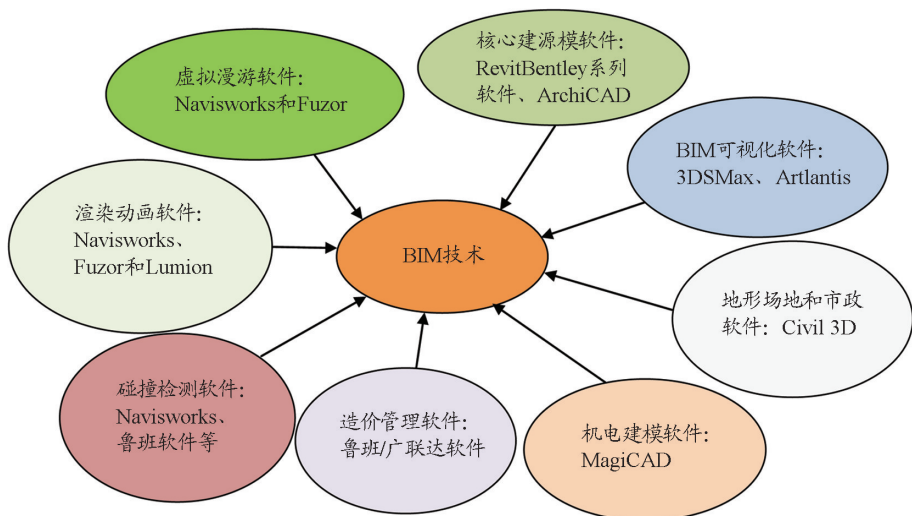 核心建源模软件：
RevitBentley系列
软件、ArchiCAD
虚拟漫游软件：
Navisworks和Fuzor
BIM可视化软件：
3DSMax、Artlantis
渲染动画软件：
Navisworks、
Fuzor和Lumion
BIM技术
地形场地和市政
软件：Civil 3D
碰撞检测软件：
Navisworks、
鲁班软件等
造价管理软件：
鲁班/广联达软件
机电建模软件：
MagiCAD